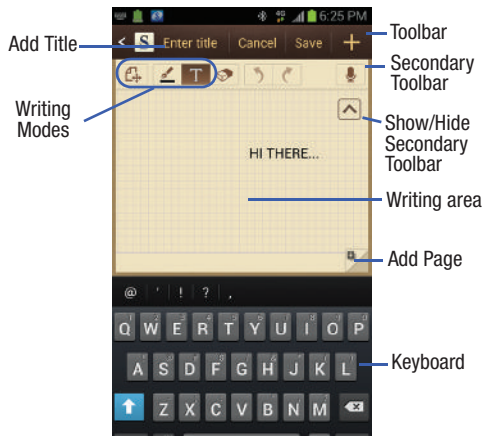 6:25 PM
Add Title
< S Enter title Cancel Save +
Toolbar
T
Secondary
Toolbar
Writing
Modes
Show/Hide
Secondary
Toolbar
HI THERE...
Writing area
Add Page
@ ' ! ? ,
Q W E R T Y U I O P
A S D F G H J K L
Keyboard
Z X C V B N M